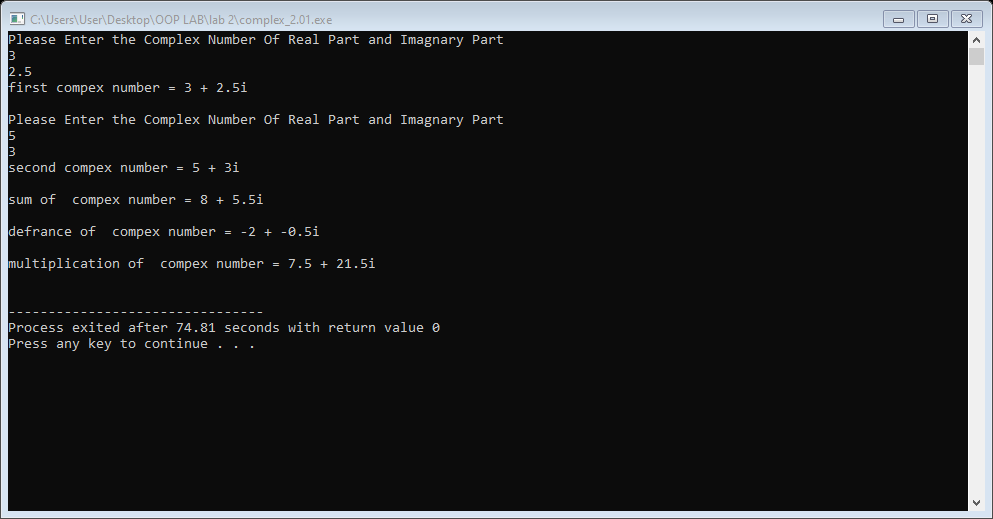 C:\Users\User\Desktop\OOP LAB\lab 2\complex_2.01.exe
Please Enter the Complex Number Of Real Part and Imagnary Part
3
2.5
first compex number = 3 + 2.5i
Please Enter the Complex Number Of Real Part and Imagnary Part
5
3
second compex number = 5 + 3i
sum of  compex number = 8 + 5.5i
defrance of  compex number = -2 + -0.5i
multiplication of  compex number = 7.5 + 21.5i
--------------------------------
Process exited after 74.81 seconds with return value 0
Press any key to continue . . .